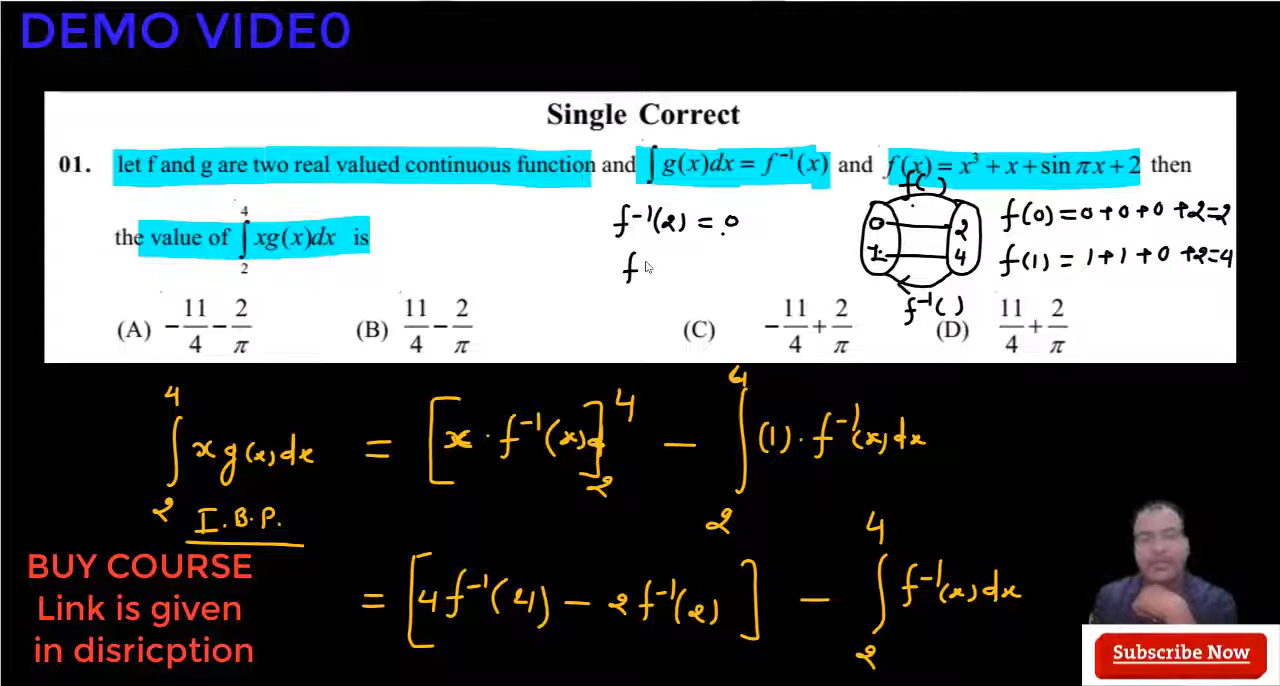 DEMO VIDE0
Single Correct
01. let f and g are two real valued continuous function and ∫ g(x)dx = f⁻¹(x) and f(x) = x³ + x + sin πx + 2 then
the value of ∫₂⁴ xg(x)dx is
f( )
f⁻¹(2) = 0
0 2
f(0) = 0+0+0+2=2
f
1 4
f(1) = 1+1+0+2=4
f⁻¹( )
(A) −11/4 − 2/π (B) 11/4 − 2/π (C) −11/4 + 2/π (D) 11/4 + 2/π
∫₂⁴ x g(x)dx = [x · f⁻¹(x)]₂⁴ − ∫₂⁴ (1) · f⁻¹(x)dx
I.B.P.
= [4f⁻¹(4) − 2f⁻¹(2)] − ∫₂⁴ f⁻¹(x)dx
BUY COURSE
Link is given
in disricption
Subscribe Now